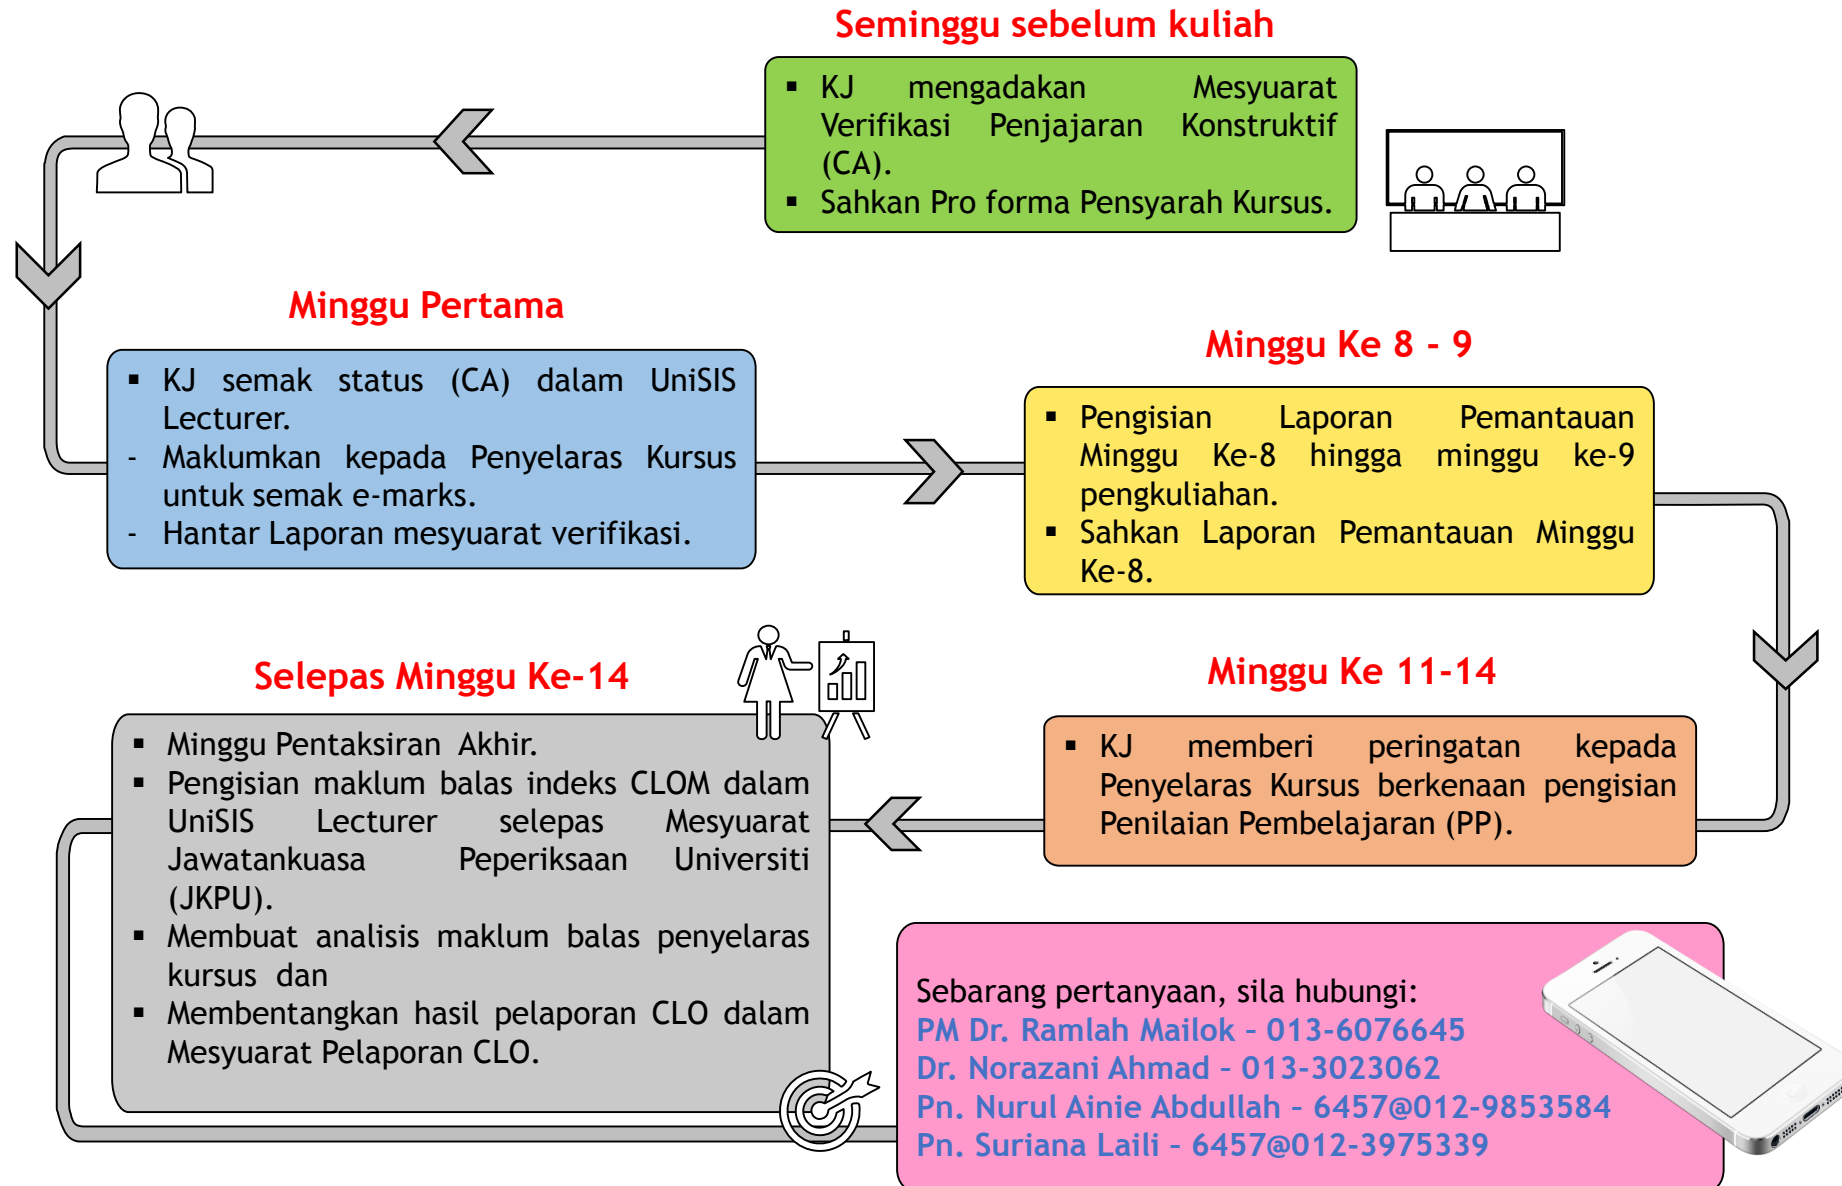 Seminggu sebelum kuliah
▪ KJ mengadakan Mesyuarat
Verifikasi Penjajaran Konstruktif
(CA).
▪ Sahkan Pro forma Pensyarah Kursus.
Minggu Pertama
▪ KJ semak status (CA) dalam UniSIS
Lecturer.
- Maklumkan kepada Penyelaras Kursus
untuk semak e-marks.
- Hantar Laporan mesyuarat verifikasi.
Minggu Ke 8 - 9
▪ Pengisian Laporan Pemantauan
Minggu Ke-8 hingga minggu ke-9
pengkuliahan.
▪ Sahkan Laporan Pemantauan Minggu
Ke-8.
Minggu Ke 11-14
▪ KJ memberi peringatan kepada
Penyelaras Kursus berkenaan pengisian
Penilaian Pembelajaran (PP).
Selepas Minggu Ke-14
▪ Minggu Pentaksiran Akhir.
▪ Pengisian maklum balas indeks CLOM dalam
UniSIS Lecturer selepas Mesyuarat
Jawatankuasa Peperiksaan Universiti
(JKPU).
▪ Membuat analisis maklum balas penyelaras
kursus dan
▪ Membentangkan hasil pelaporan CLO dalam
Mesyuarat Pelaporan CLO.
Sebarang pertanyaan, sila hubungi:
PM Dr. Ramlah Mailok – 013-6076645
Dr. Norazani Ahmad – 013-3023062
Pn. Nurul Ainie Abdullah – 6457@012-9853584
Pn. Suriana Laili – 6457@012-3975339